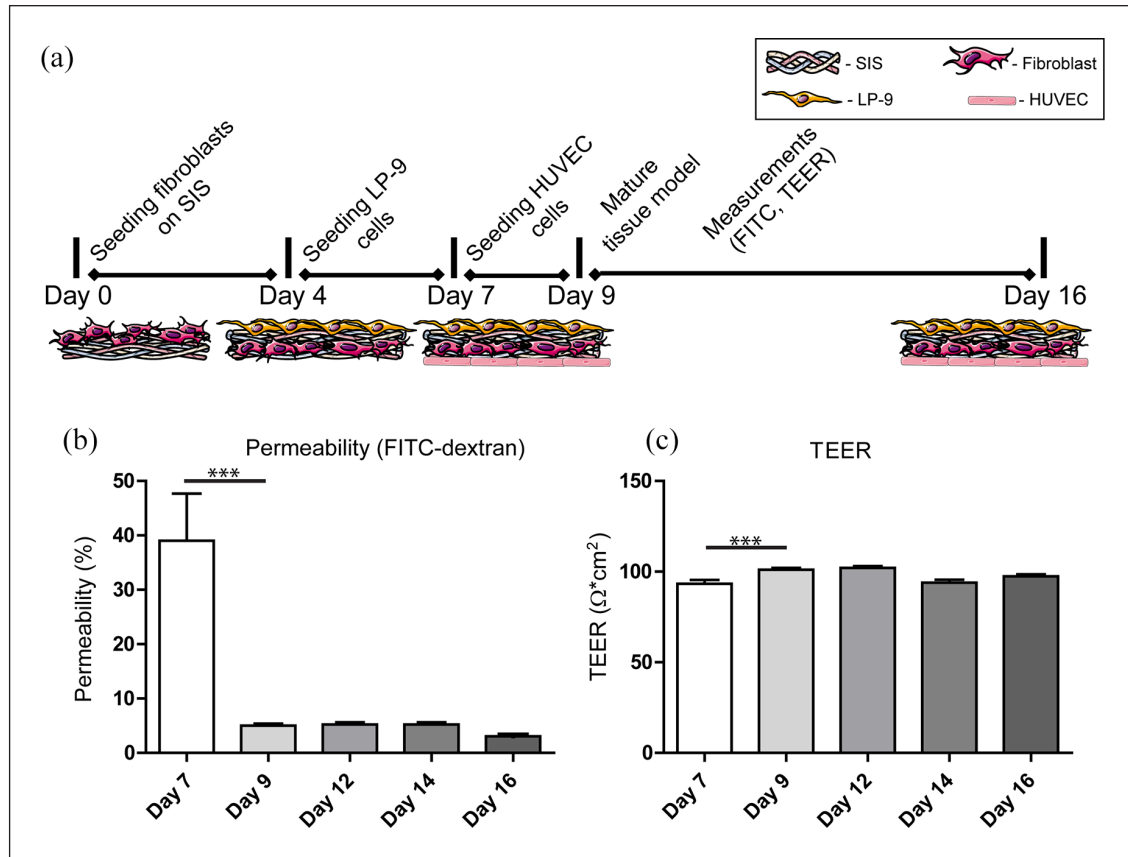 (a)
- SIS
- Fibroblast
- LP-9
- HUVEC
Seeding fibroblasts
on SIS
Seeding LP-9
cells
Seeding HUVEC
cells
Mature
tissue model
Measurements
(FITC, TEER)
Day 0
Day 4
Day 7
Day 9
Day 16
(b)
Permeability (FITC-dextran)
***
Permeability (%)
50
40
30
20
10
0
Day 7
Day 9
Day 12
Day 14
Day 16
(c)
TEER
***
TEER (Ω*cm²)
150
100
50
0
Day 7
Day 9
Day 12
Day 14
Day 16